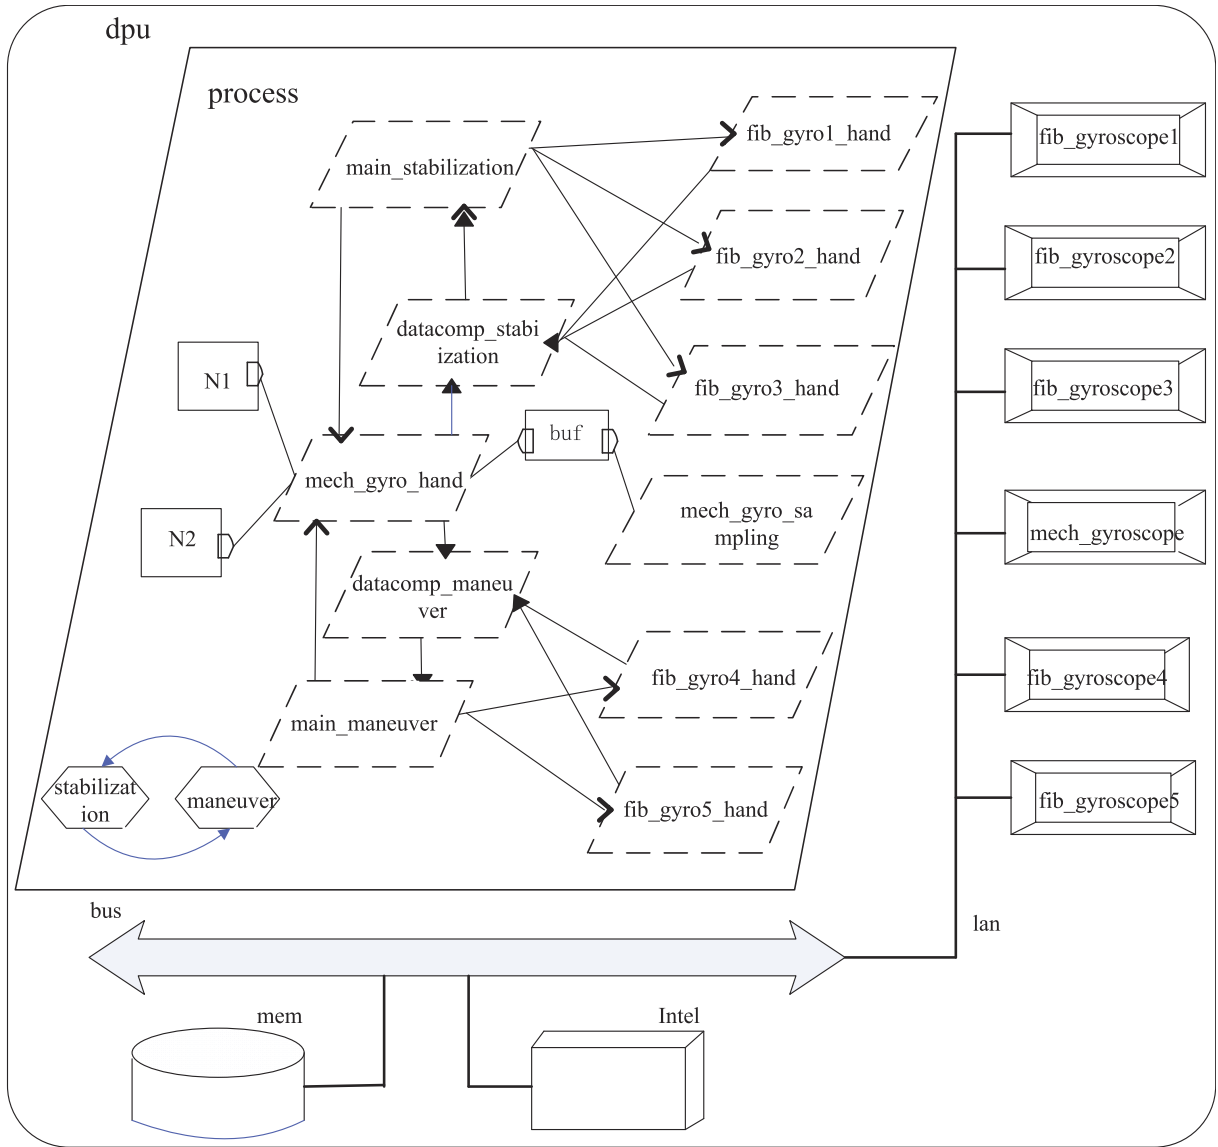 dpu
process
main_stabilization
fib_gyro1_hand
fib_gyroscope1
fib_gyro2_hand
fib_gyroscope2
datacomp_stabi
ization
N1
fib_gyro3_hand
fib_gyroscope3
buf
mech_gyro_hand
mech_gyro_sa
mpling
N2
mech_gyroscope
datacomp_maneu
ver
fib_gyro4_hand
fib_gyroscope4
main_maneuver
stabilizat
ion
maneuver
fib_gyro5_hand
fib_gyroscope5
bus
lan
mem
Intel